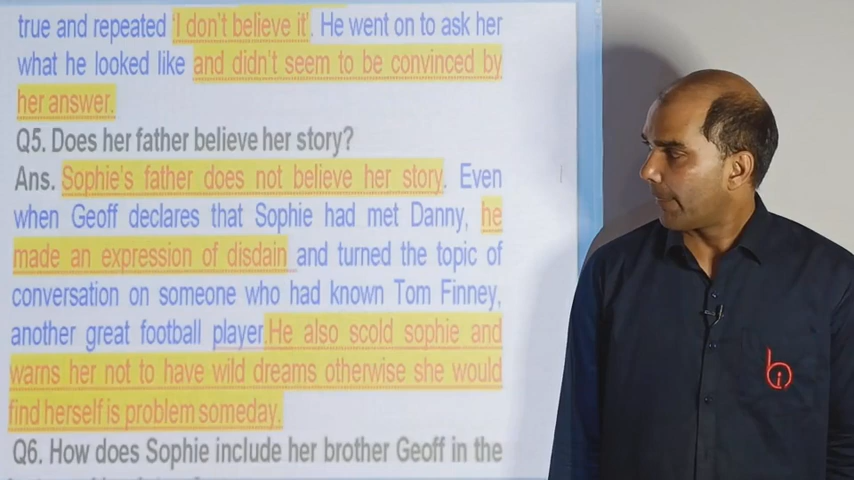 true and repeated 'I don't believe it'. He went on to ask her
what he looked like and didn't seem to be convinced by
her answer.
Q5. Does her father believe her story?
Ans. Sophie's father does not believe her story. Even
when Geoff declares that Sophie had met Danny, he
made an expression of disdain and turned the topic of
conversation on someone who had known Tom Finney,
another great football player.He also scold sophie and
warns her not to have wild dreams otherwise she would
find herself is problem someday.
Q6. How does Sophie include her brother Geoff in the